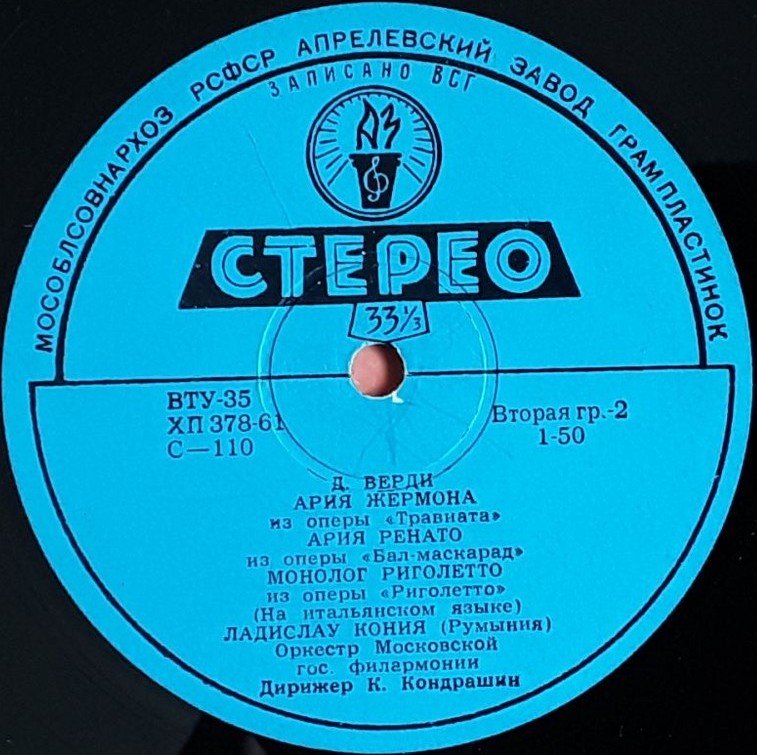 МОСОБЛСОВНАРХОЗ РСФСР АПРЕЛЕВСКИЙ ЗАВОД ГРАМПЛАСТИНОК
ЗАПИСАНО ВСГ
АЗ
СТЕРЕО
33⅓
ВТУ-35
ХП 378-61
С—110
Вторая гр.-2
1-50
Д. ВЕРДИ
АРИЯ ЖЕРМОНА
из оперы «Травиата»
АРИЯ РЕНАТО
из оперы «Бал-маскарад»
МОНОЛОГ РИГОЛЕТТО
из оперы «Риголетто»
(На итальянском языке)
ЛАДИСЛАУ КОНИЯ (Румыния)
Оркестр Московской
гос. филармонии
Дирижер К. Кондрашин